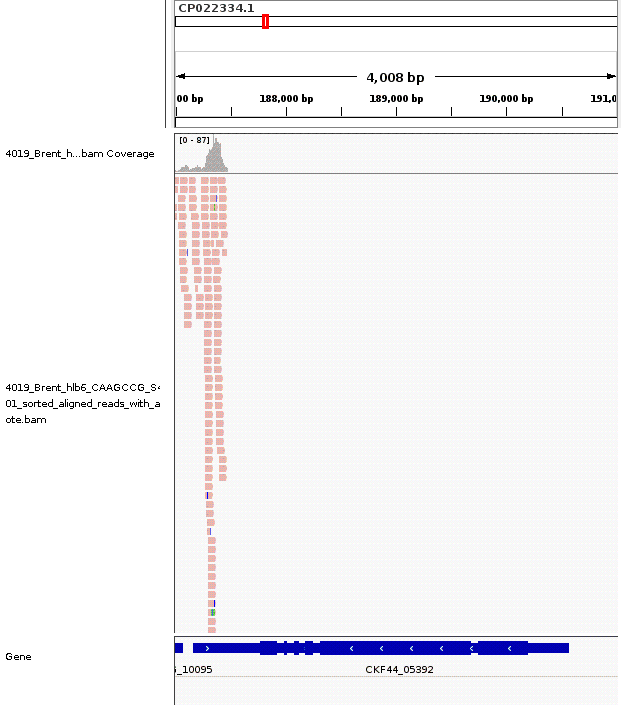 CP022334.1
4,008 bp
00 bp 188,000 bp 189,000 bp 190,000 bp 191,0
[0 - 87]
4019_Brent_h...bam Coverage
4019_Brent_hlb6_CAAGCCG_S
01_sorted_aligned_reads_with_a
ote.bam
Gene
_10095 CKF44_05392